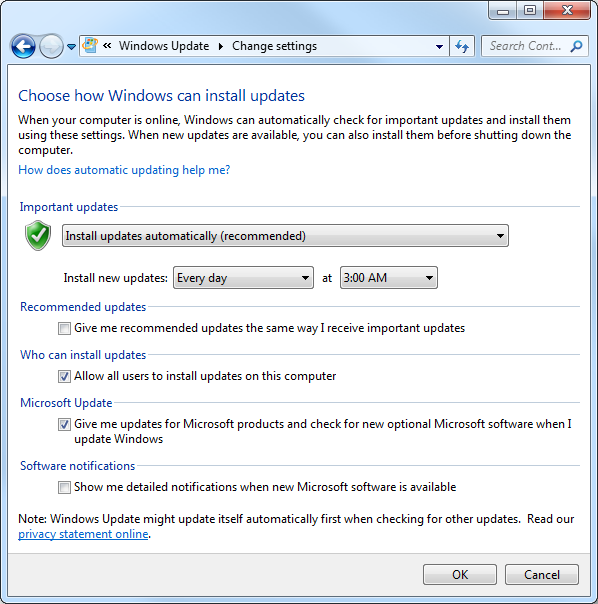 « Windows Update ▸ Change settings
Search Cont...
Choose how Windows can install updates
When your computer is online, Windows can automatically check for important updates and install them
using these settings. When new updates are available, you can also install them before shutting down the
computer.
How does automatic updating help me?
Important updates
Install updates automatically (recommended)
Install new updates: Every day at 3:00 AM
Recommended updates
Give me recommended updates the same way I receive important updates
Who can install updates
Allow all users to install updates on this computer
Microsoft Update
Give me updates for Microsoft products and check for new optional Microsoft software when I
update Windows
Software notifications
Show me detailed notifications when new Microsoft software is available
Note: Windows Update might update itself automatically first when checking for other updates. Read our
privacy statement online.
OK Cancel